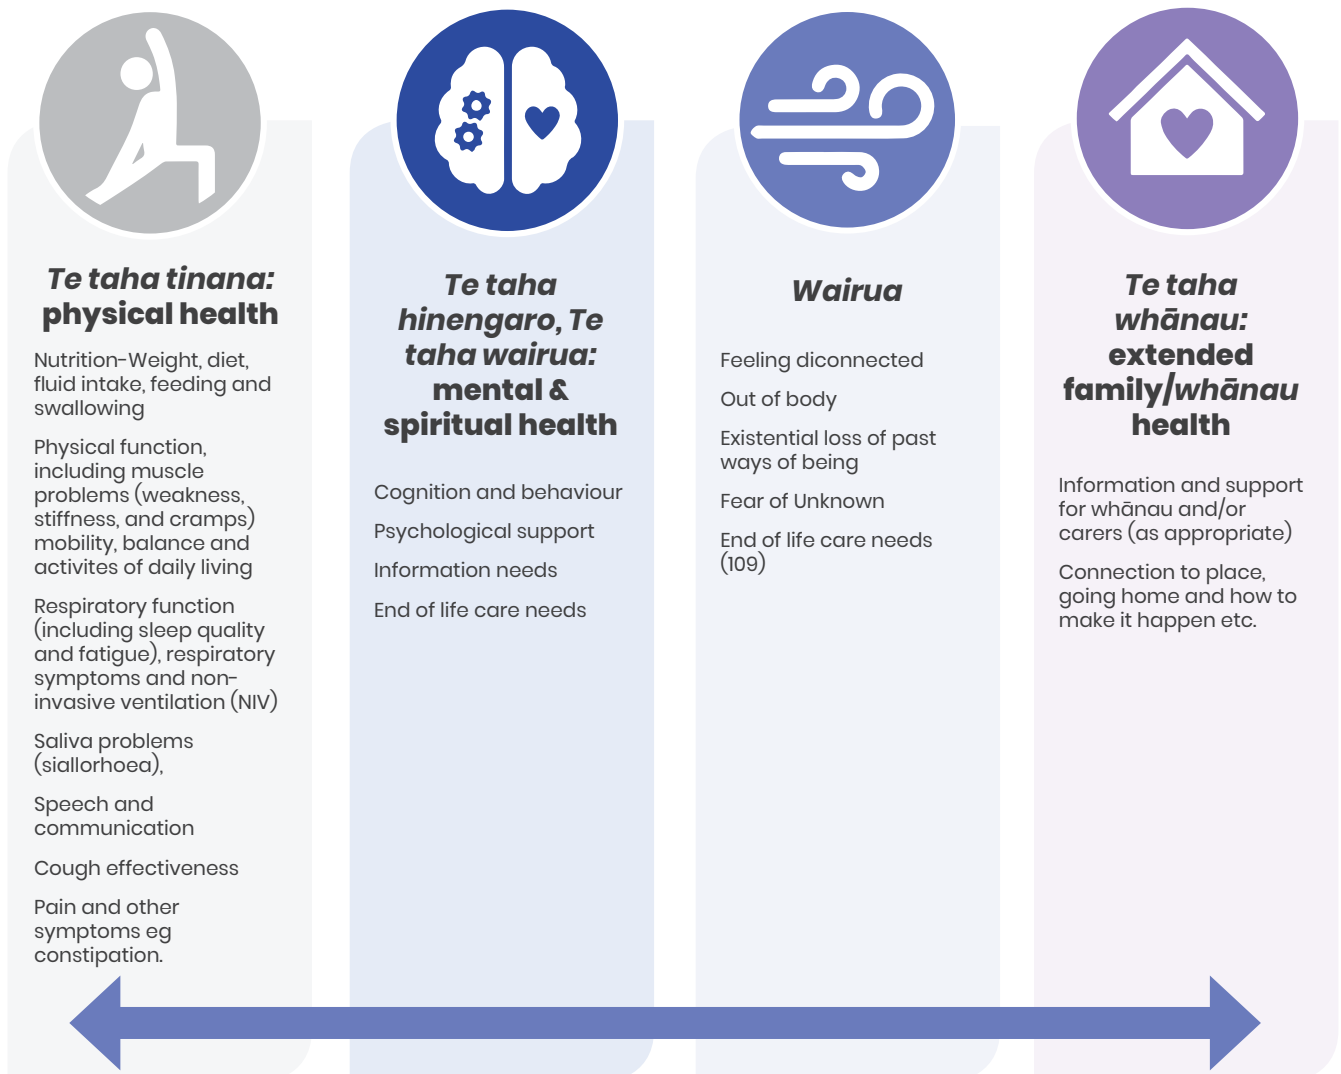 Te taha tinana:
physical health
Nutrition-Weight, diet,
fluid intake, feeding and
swallowing
Physical function,
including muscle
problems (weakness,
stiffness, and cramps)
mobility, balance and
activites of daily living
Respiratory function
(including sleep quality
and fatigue), respiratory
symptoms and non-
invasive ventilation (NIV)
Saliva problems
(siallorhoea),
Speech and
communication
Cough effectiveness
Pain and other
symptoms eg
constipation.
Te taha
hinengaro, Te
taha wairua:
mental &
spiritual health
Cognition and behaviour
Psychological support
Information needs
End of life care needs
Wairua
Feeling diconnected
Out of body
Existential loss of past
ways of being
Fear of Unknown
End of life care needs
(109)
Te taha
whānau:
extended
family/whānau
health
Information and support
for whānau and/or
carers (as appropriate)
Connection to place,
going home and how to
make it happen etc.